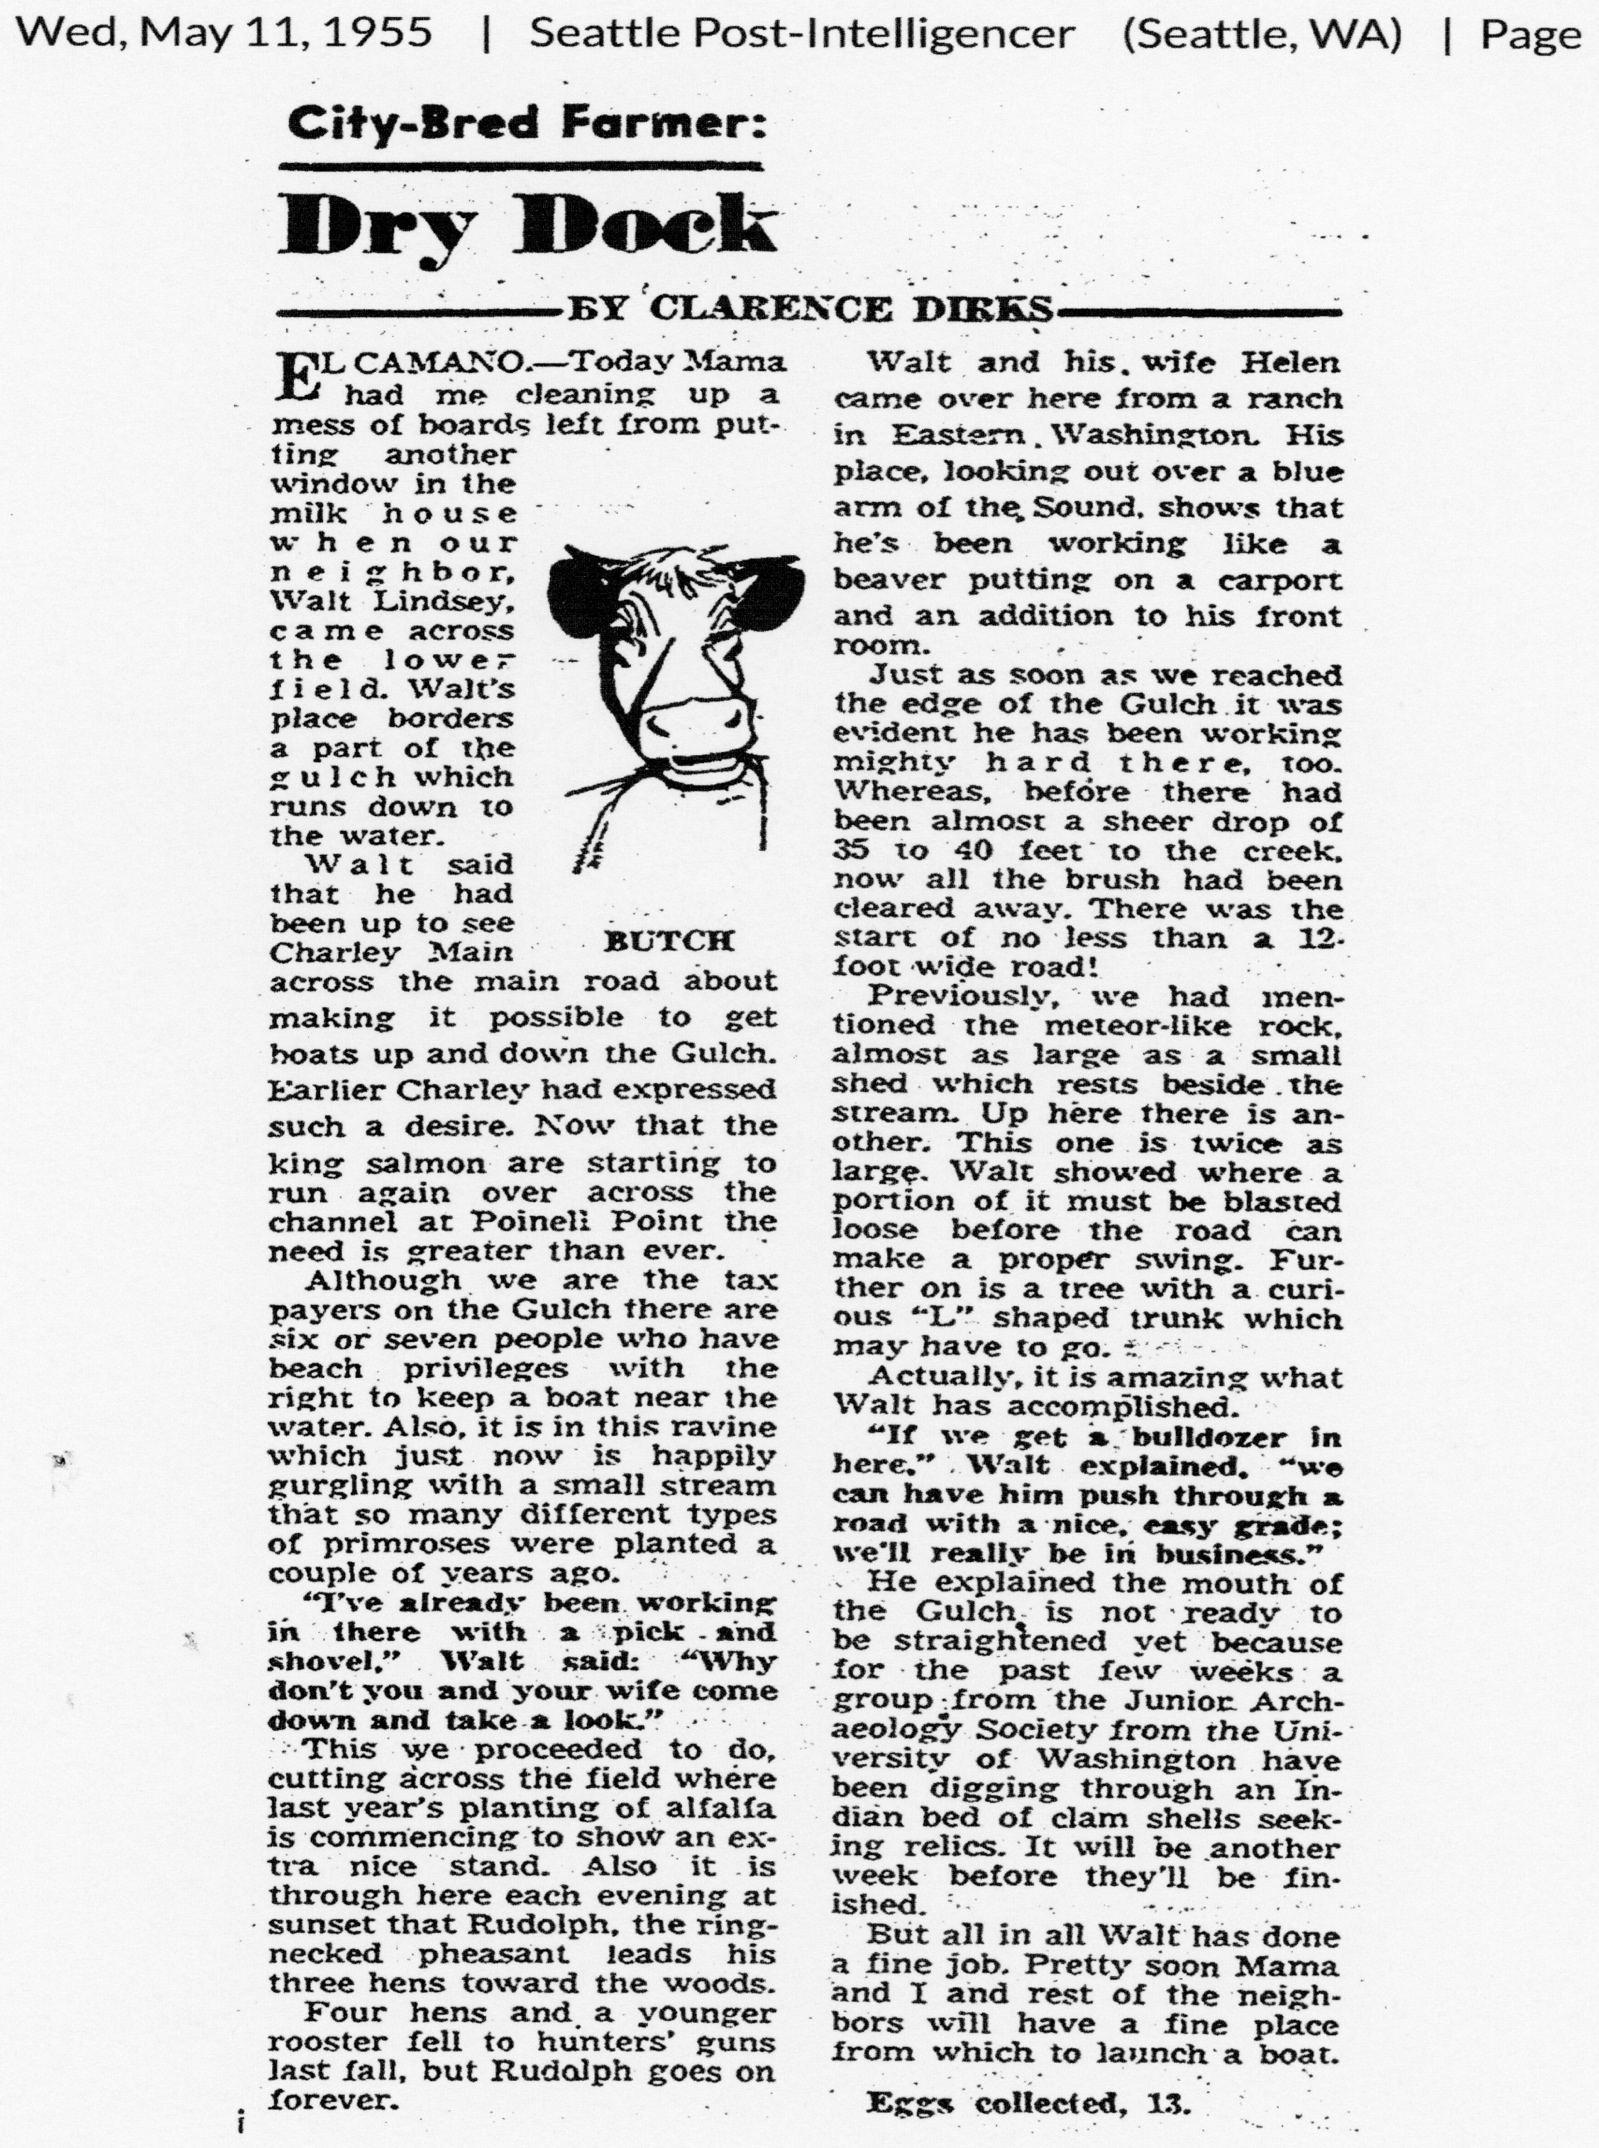 Wed, May 11, 1955 | Seattle Post-Intelligencer (Seattle, WA) | Page
City-Bred Farmer:
Dry Dock
BY CLARENCE DIRKS
EL CAMANO.—Today Mama
had me cleaning up a
mess of boards left from put-
ting another
window in the
milk house
when our
neighbor,
Walt Lindsey,
came across
the lower
field. Walt's
place borders
a part of the
gulch which
runs down to
the water.
Walt said
that he had
been up to see
Charley Main
BUTCH
across the main road about
making it possible to get
boats up and down the Gulch.
Earlier Charley had expressed
such a desire. Now that the
king salmon are starting to
run again over across the
channel at Poinell Point the
need is greater than ever.
Although we are the tax
payers on the Gulch there are
six or seven people who have
beach privileges with the
right to keep a boat near the
water. Also, it is in this ravine
which just now is happily
gurgling with a small stream
that so many different types
of primroses were planted a
couple of years ago.
"I've already been working
in there with a pick and
shovel," Walt said: "Why
don't you and your wife come
down and take a look."
This we proceeded to do,
cutting across the field where
last year's planting of alfalfa
is commencing to show an ex-
tra nice stand. Also it is
through here each evening at
sunset that Rudolph, the ring-
necked pheasant leads his
three hens toward the woods.
Four hens and a younger
rooster fell to hunters' guns
last fall, but Rudolph goes on
forever.
Walt and his wife Helen
came over here from a ranch
in Eastern Washington. His
place, looking out over a blue
arm of the Sound, shows that
he's been working like a
beaver putting on a carport
and an addition to his front
room.
Just as soon as we reached
the edge of the Gulch it was
evident he has been working
mighty hard there, too.
Whereas, before there had
been almost a sheer drop of
35 to 40 feet to the creek,
now all the brush had been
cleared away. There was the
start of no less than a 12-
foot wide road!
Previously, we had men-
tioned the meteor-like rock,
almost as large as a small
shed which rests beside the
stream. Up here there is an-
other. This one is twice as
large. Walt showed where a
portion of it must be blasted
loose before the road can
make a proper swing. Fur-
ther on is a tree with a curi-
ous "L" shaped trunk which
may have to go.
Actually, it is amazing what
Walt has accomplished.
"If we get a bulldozer in
here," Walt explained, "we
can have him push through a
road with a nice, easy grade;
we'll really be in business."
He explained the mouth of
the Gulch is not ready to
be straightened yet because
for the past few weeks a
group from the Junior Arch-
aeology Society from the Uni-
versity of Washington have
been digging through an In-
dian bed of clam shells seek-
ing relics. It will be another
week before they'll be fin-
ished.
But all in all Walt has done
a fine job. Pretty soon Mama
and I and rest of the neigh-
bors will have a fine place
from which to launch a boat.
Eggs collected, 13.